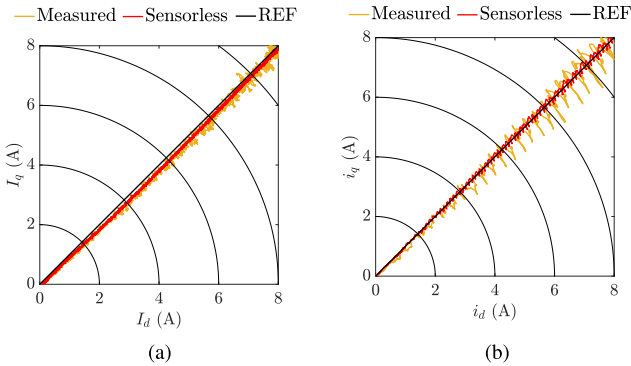 Measured Sensorless REF
8
6
4
2
0
I_q (A)
0 2 4 6 8
I_d (A)
(a)
Measured Sensorless REF
8
6
4
2
0
i_q (A)
0 2 4 6 8
i_d (A)
(b)